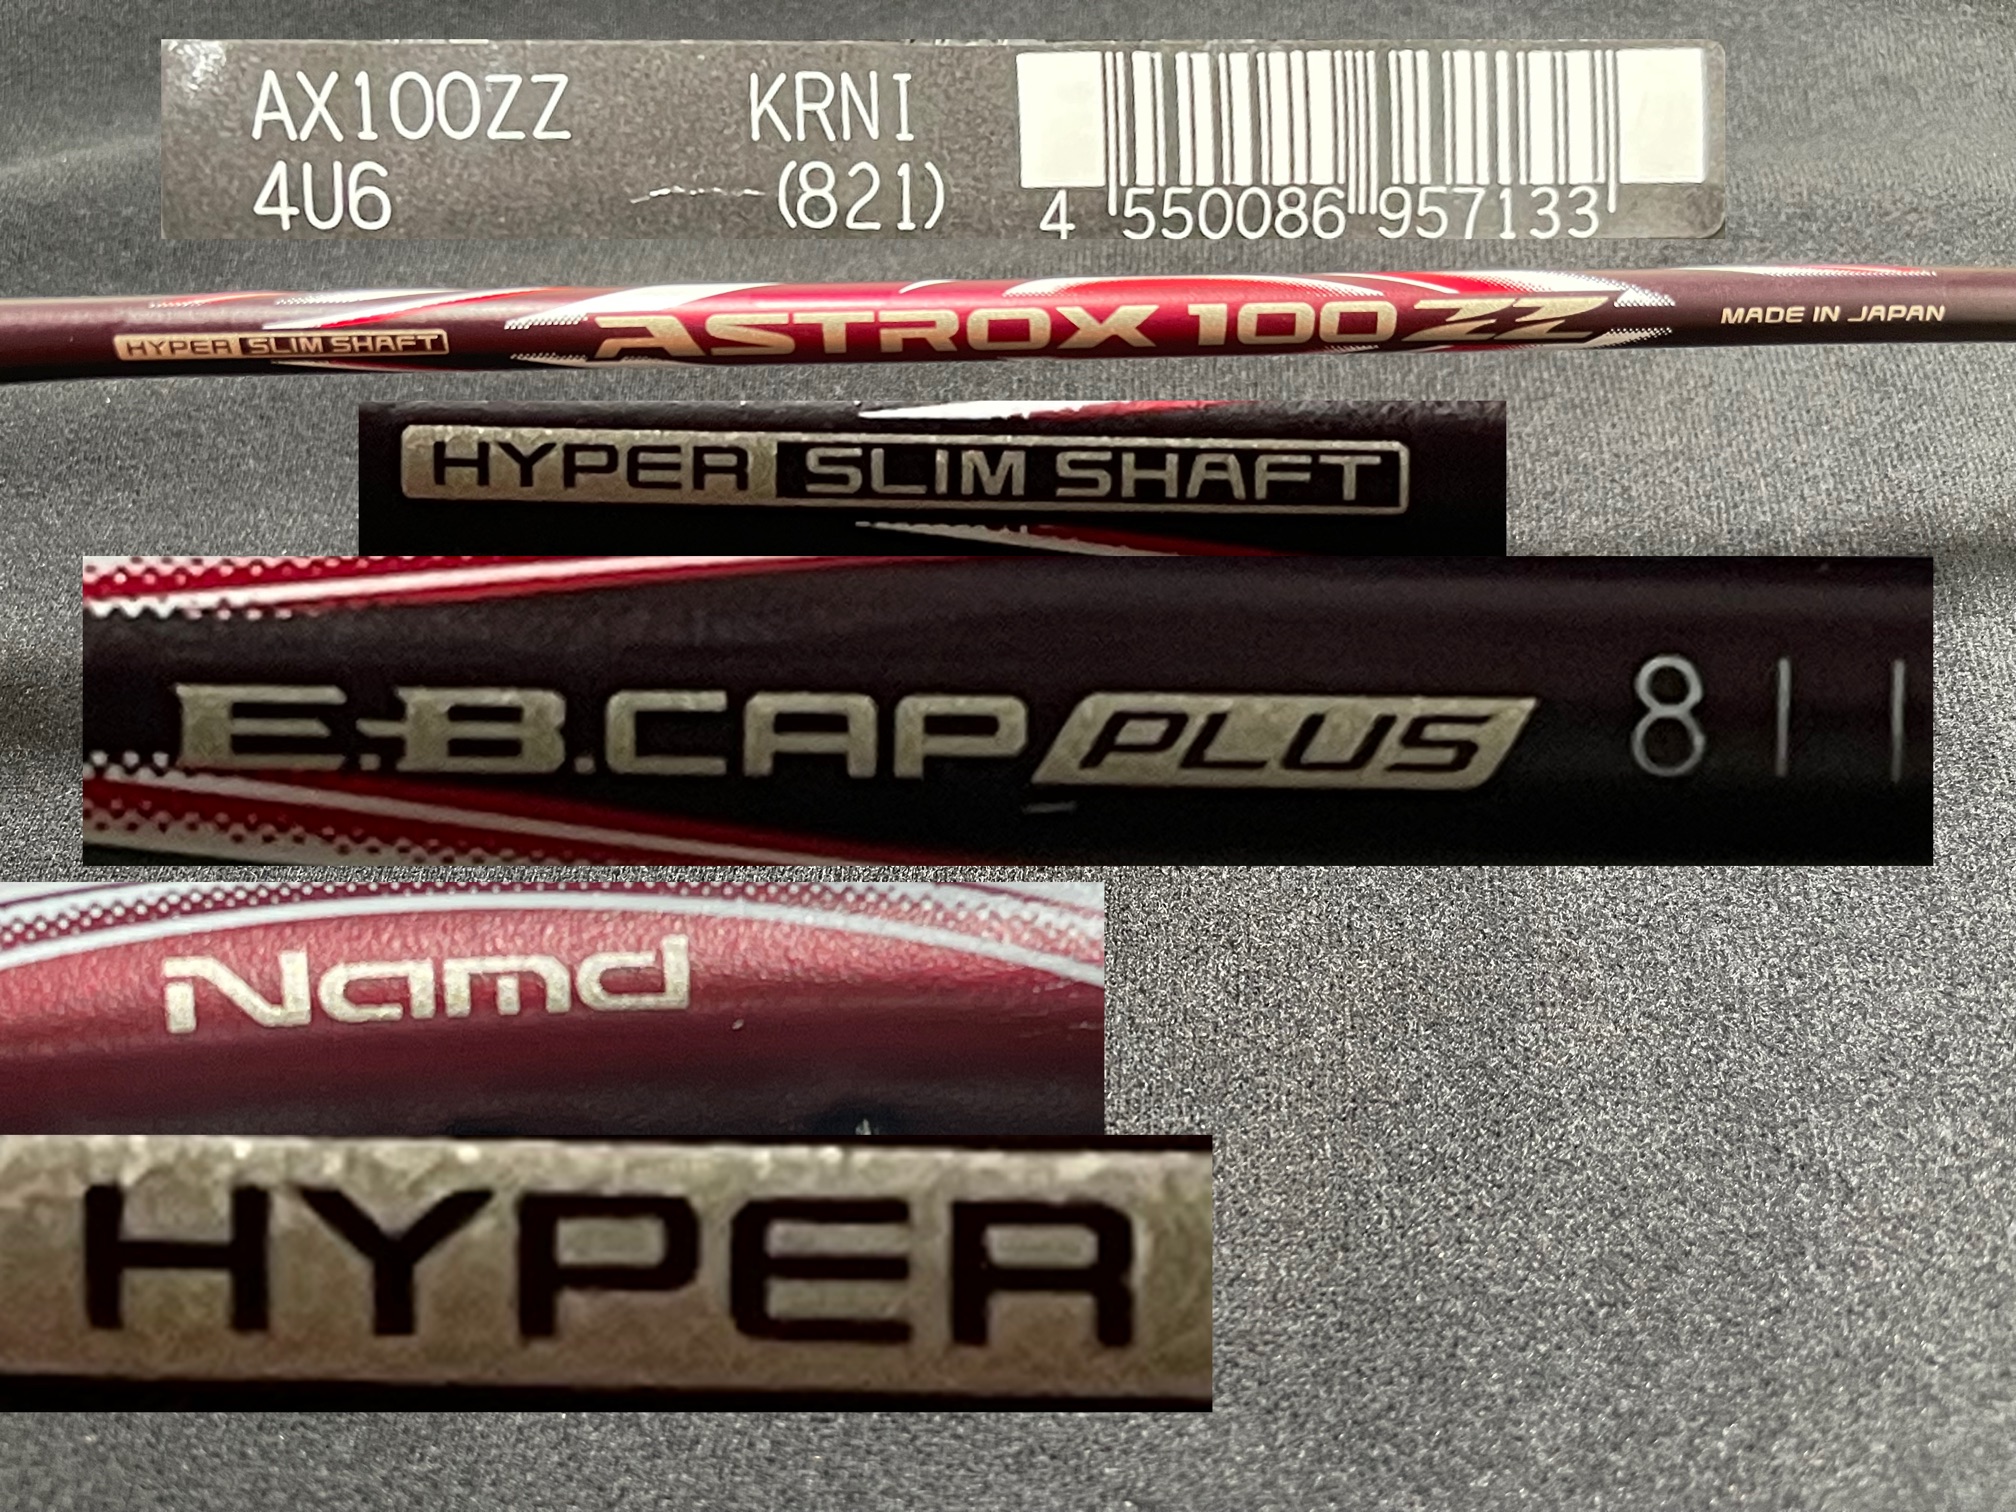 AX100ZZ KRNI
4U6 (821) 4 550086 957133
HYPER SLIM SHAFT ASTROX 100 ZZ MADE IN JAPAN
HYPER SLIM SHAFT
E.B.CAP PLUS 811
Namd
HYPER